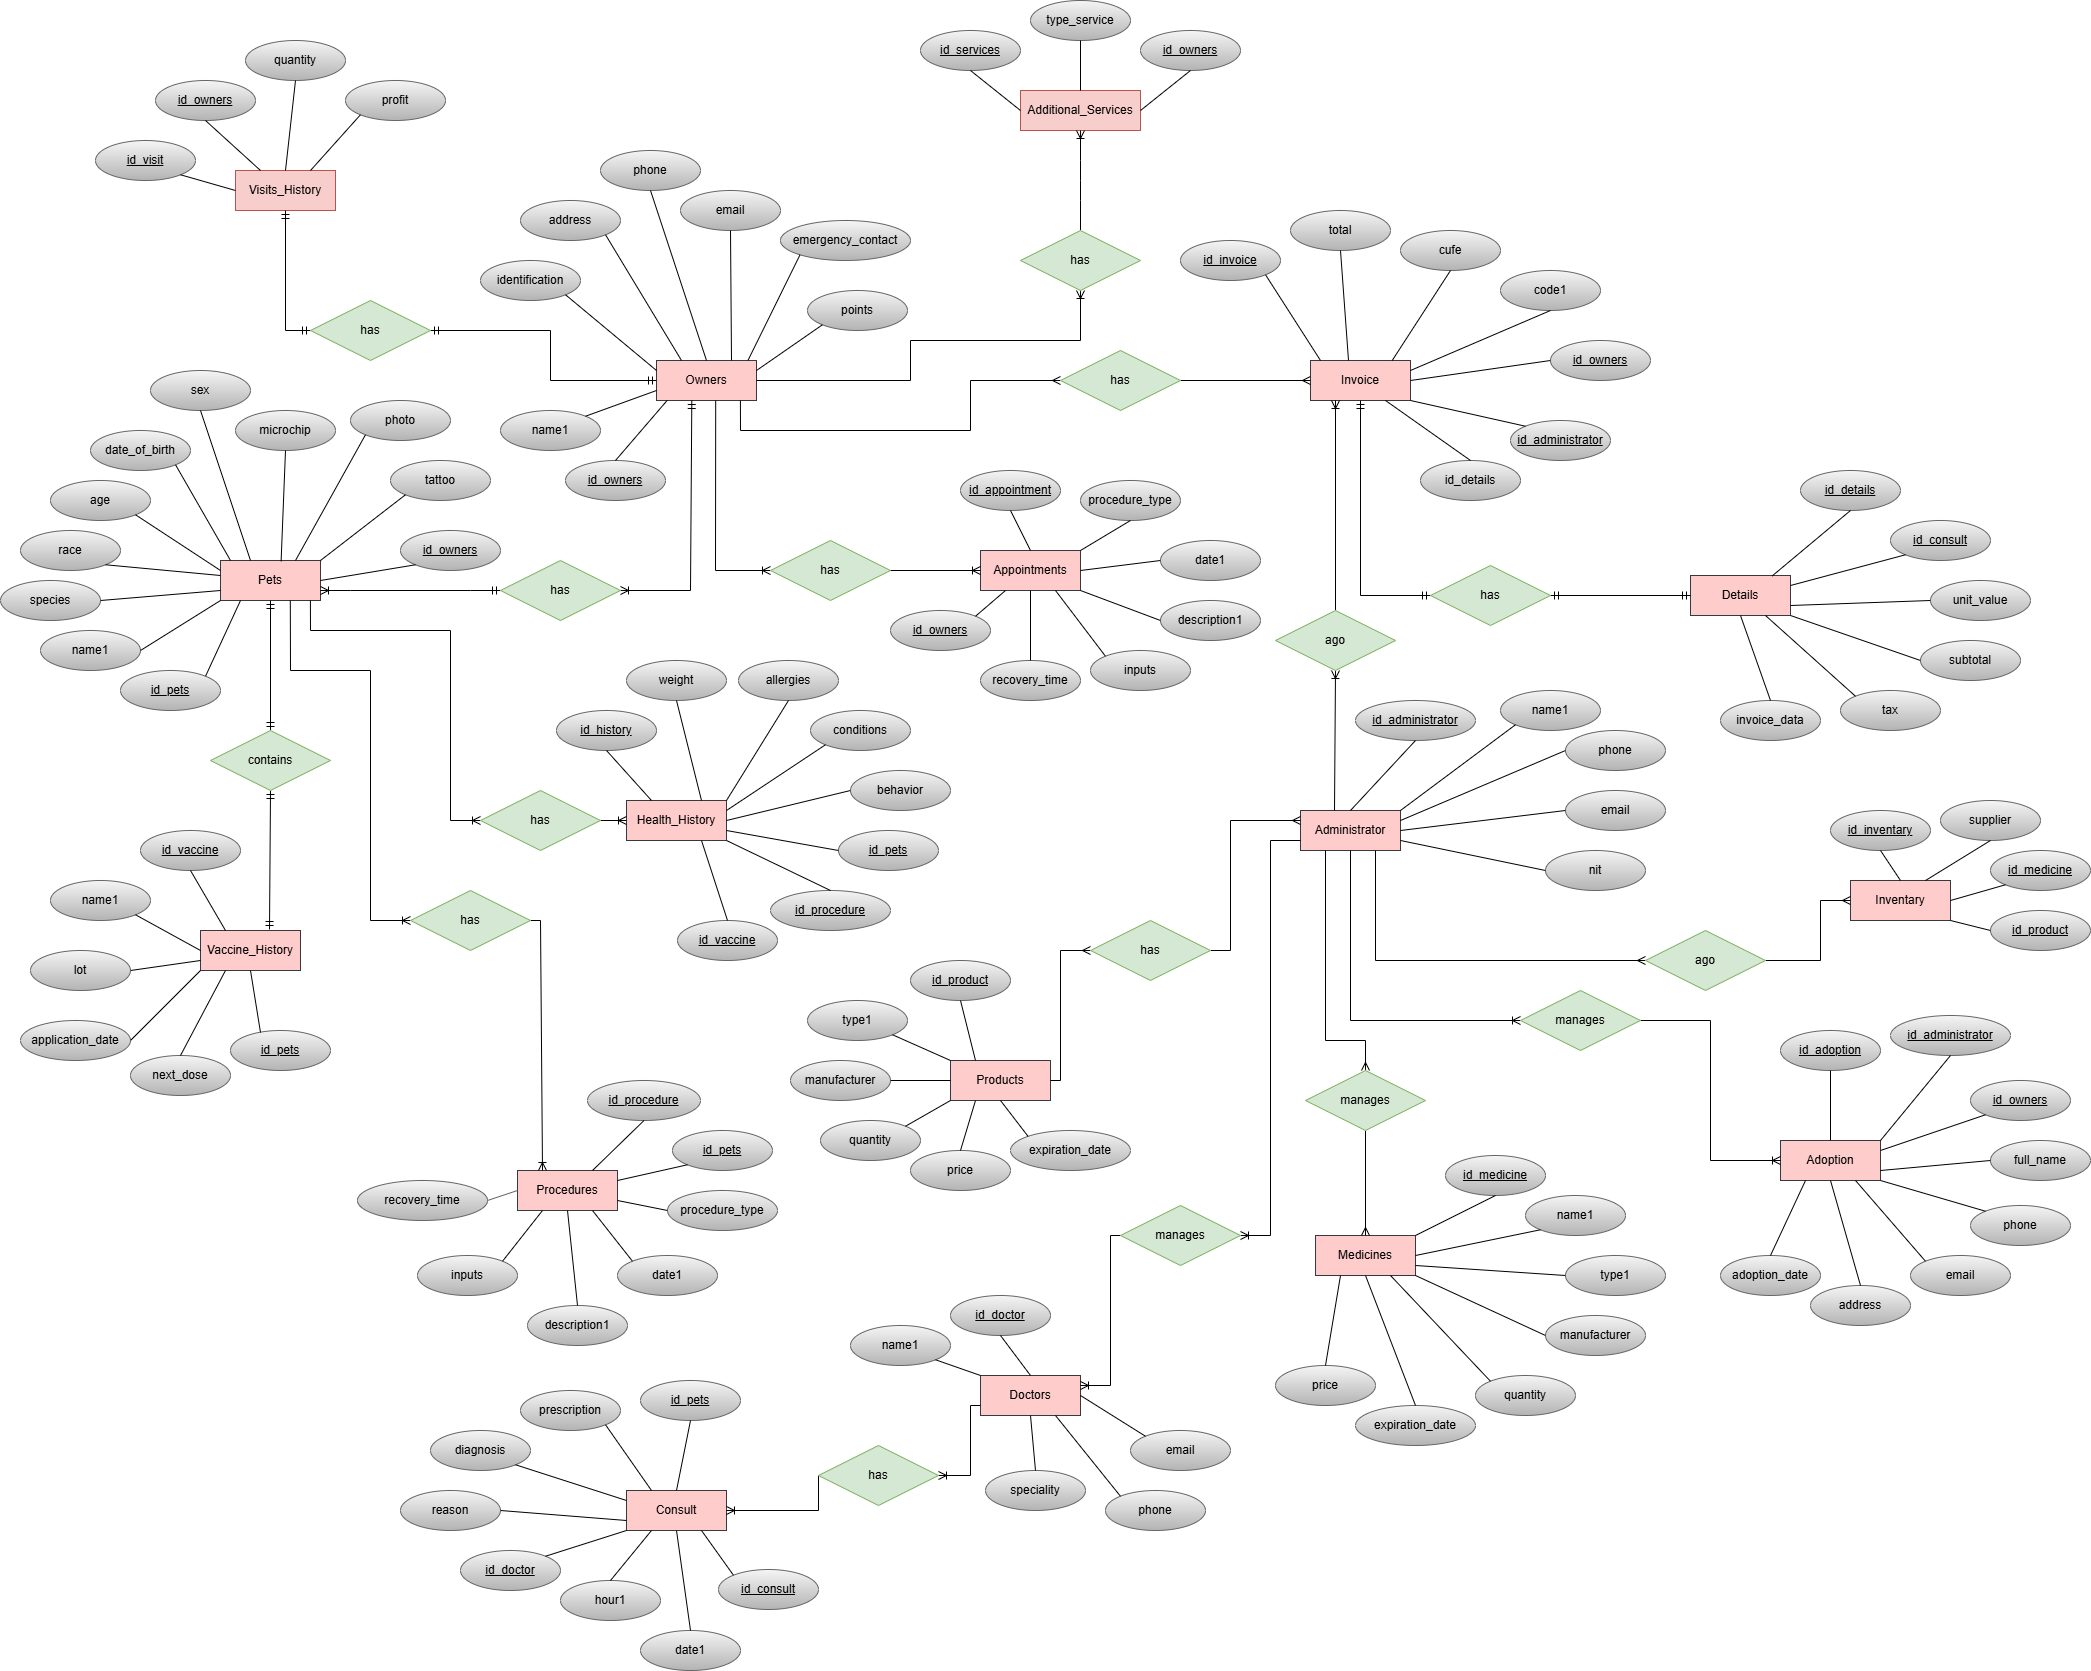 type_service
id_services
id_owners
Additional_Services
quantity
id_owners
profit
id_visit
Visits_History
has
phone
email
address
emergency_contact
identification
points
has
Owners
name1
id_owners
has
total
cufe
id_invoice
code1
id_owners
Invoice
id_administrator
id_details
sex
microchip
photo
date_of_birth
tattoo
age
race
id_owners
Pets
species
name1
id_pets
has
id_appointment
procedure_type
has
Appointments
date1
id_owners
description1
recovery_time
inputs
id_details
id_consult
has
Details
unit_value
subtotal
invoice_data
tax
ago
contains
weight
allergies
id_history
conditions
behavior
has
Health_History
id_pets
id_procedure
id_vaccine
id_administrator
name1
phone
email
Administrator
nit
id_vaccine
name1
lot
Vaccine_History
application_date
next_dose
id_pets
has
id_inventary
supplier
id_medicine
Inventary
id_product
ago
has
id_product
type1
manufacturer
Products
quantity
price
expiration_date
manages
id_adoption
id_administrator
id_owners
Adoption
full_name
phone
adoption_date
email
address
manages
id_procedure
id_pets
recovery_time
Procedures
procedure_type
inputs
date1
description1
id_medicine
name1
Medicines
type1
manufacturer
price
quantity
expiration_date
manages
id_doctor
name1
Doctors
email
speciality
phone
has
prescription
id_pets
diagnosis
reason
Consult
id_doctor
hour1
id_consult
date1